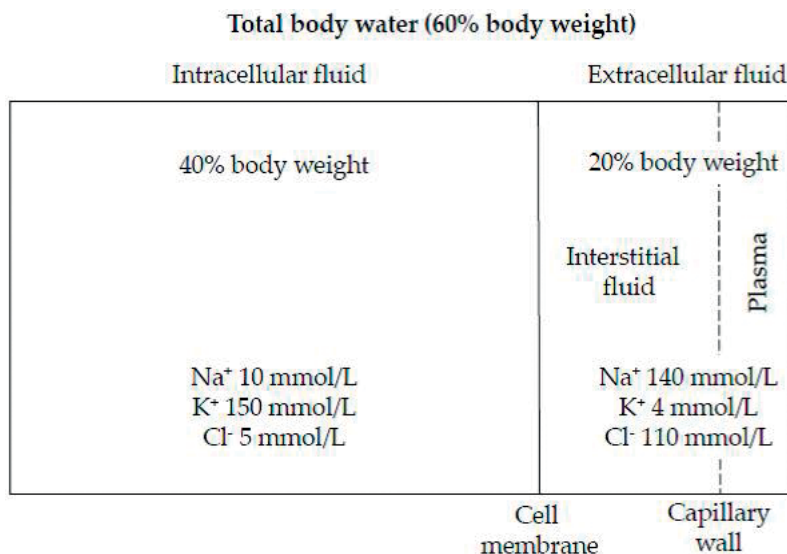 Total body water (60% body weight)
Intracellular fluid
Extracellular fluid
40% body weight
20% body weight
Interstitial
fluid
Plasma
Na⁺ 10 mmol/L
K⁺ 150 mmol/L
Cl⁻ 5 mmol/L
Na⁺ 140 mmol/L
K⁺ 4 mmol/L
Cl⁻ 110 mmol/L
Cell
membrane
Capillary
wall